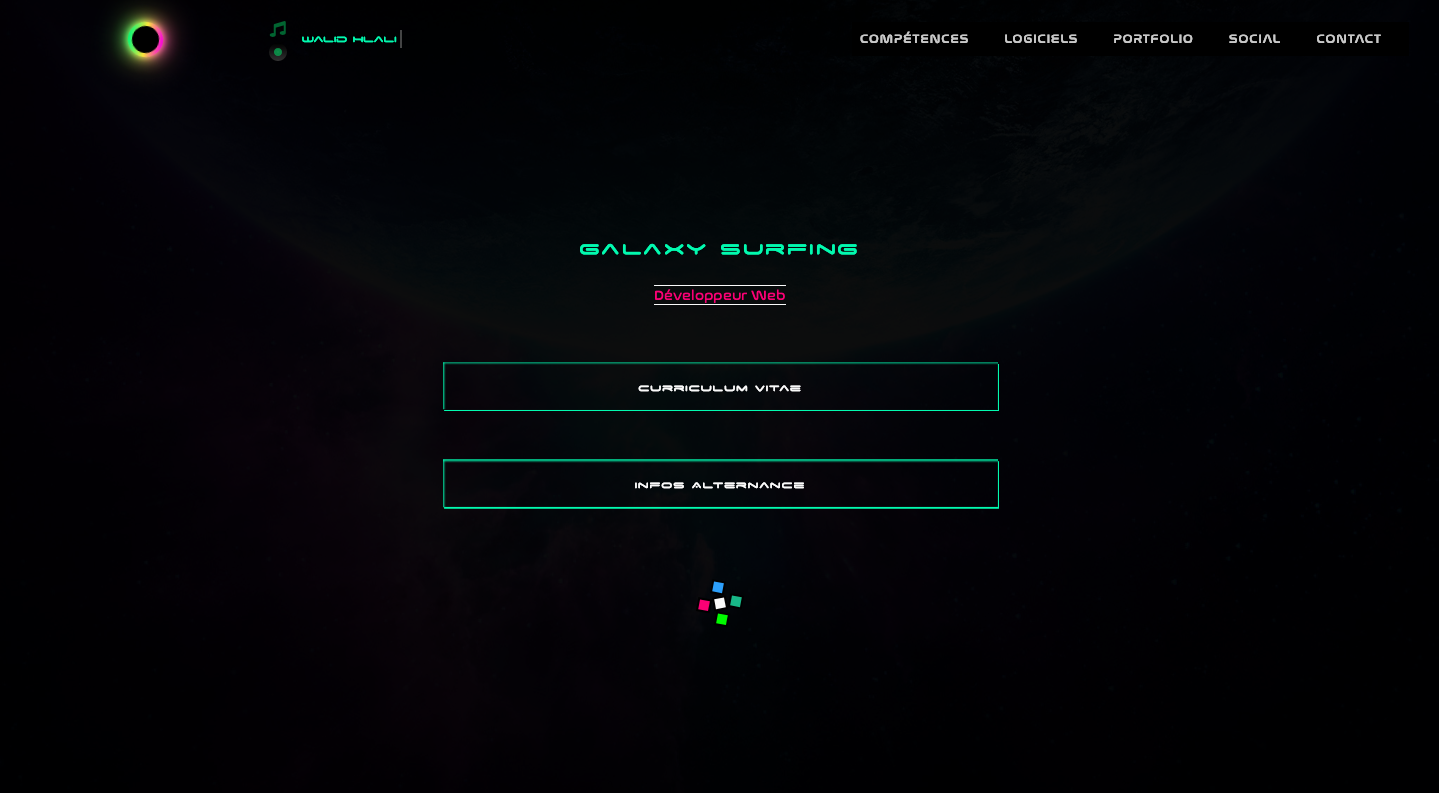 WALID HLALI
COMPÉTENCES LOGICIELS PORTFOLIO SOCIAL CONTACT
GALAXY SURFING
Développeur Web
CURRICULUM VITAE
INFOS ALTERNANCE